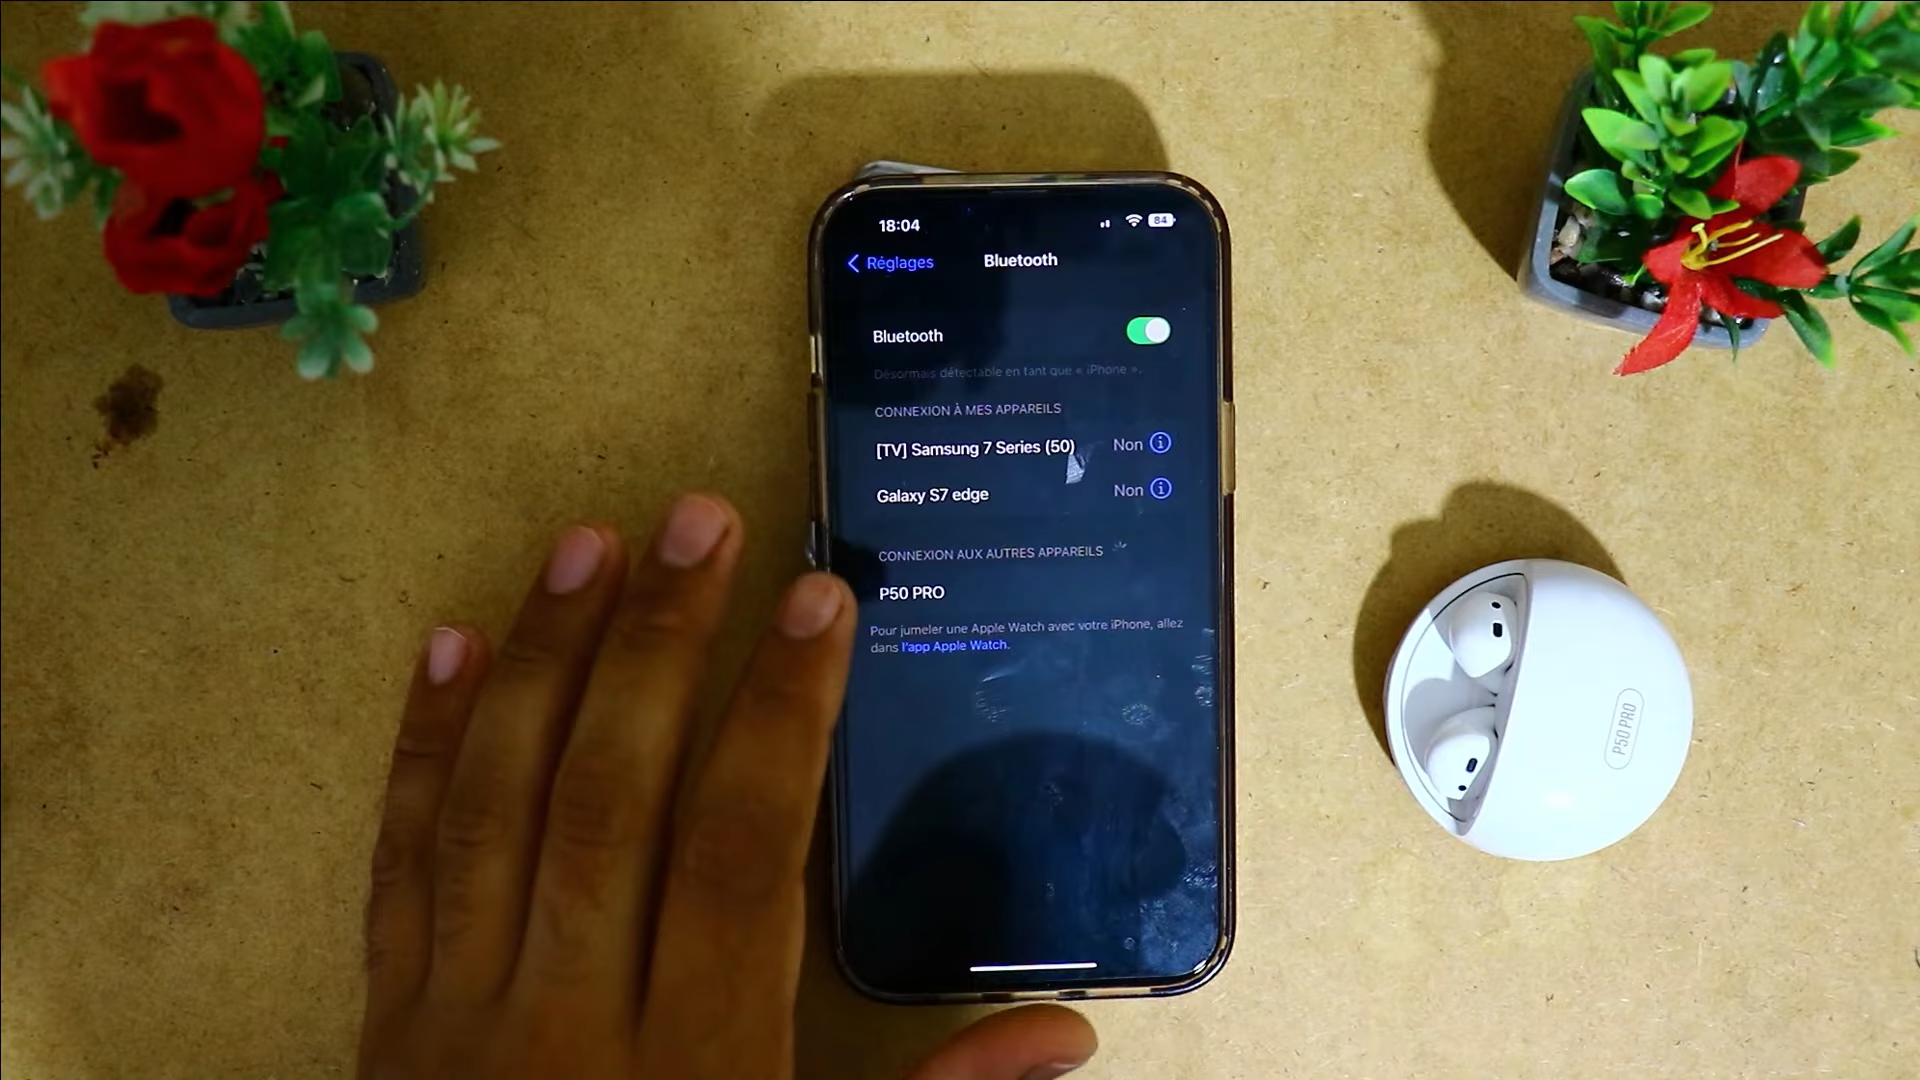 18:04
84
Réglages
Bluetooth
Bluetooth
Désormais détectable en tant que « iPhone ».
CONNEXION À MES APPAREILS
[TV] Samsung 7 Series (50)
Non
Galaxy S7 edge
Non
CONNEXION AUX AUTRES APPAREILS
P50 PRO
Pour jumeler une Apple Watch avec votre iPhone, allez
dans l'app Apple Watch.
P50 PRO